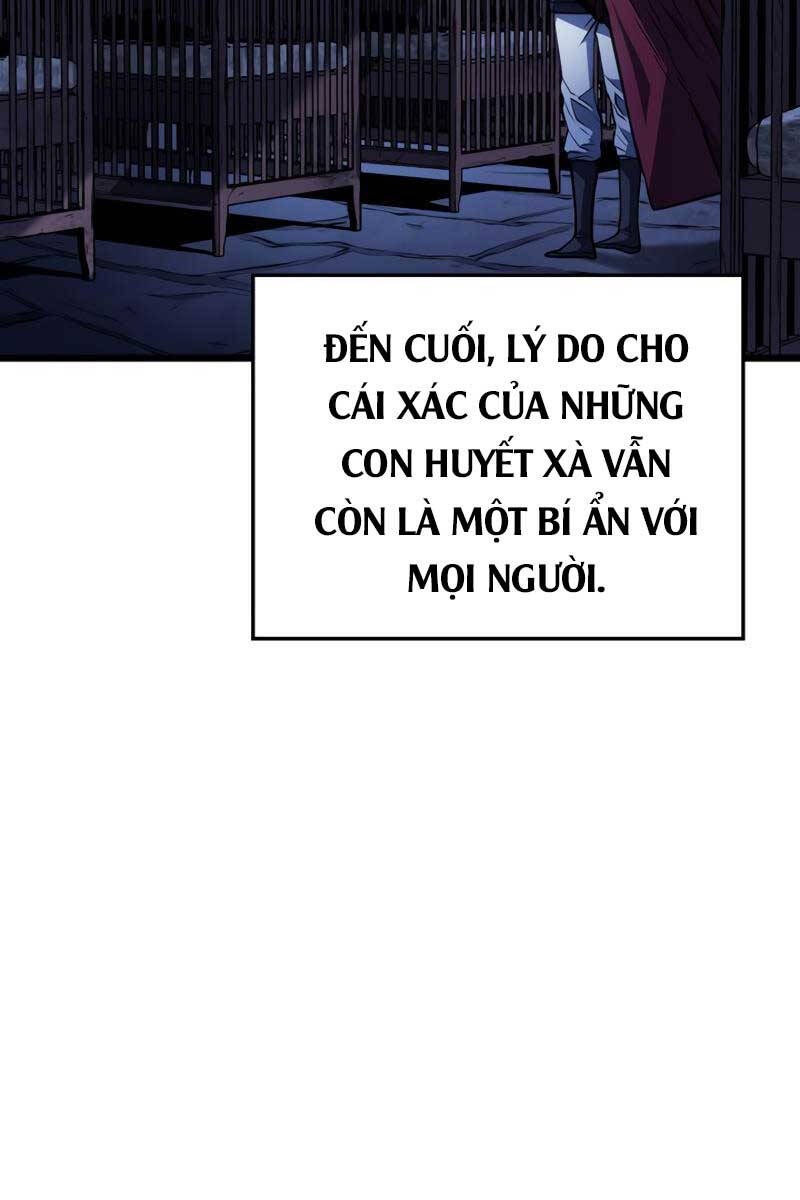 ĐẾN CUỐI, LÝ DO CHO
CÁI XÁC CỦA NHỮNG
CON HUYẾT XÀ VẪN
CÒN LÀ MỘT BÍ ẨN VỚI
MỌI NGƯỜI.